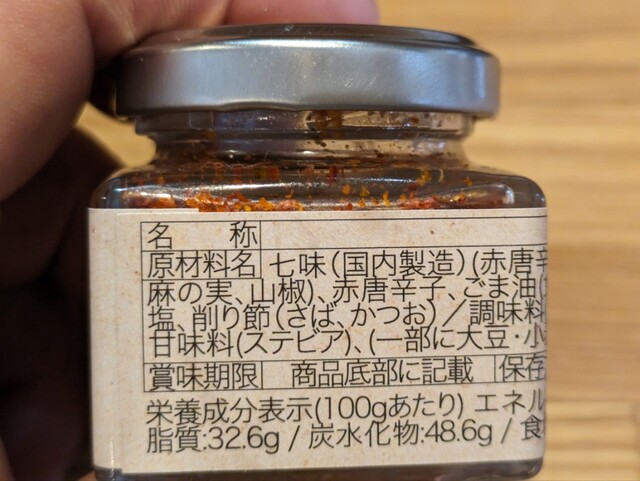 名 称
原材料名 七味(国内製造)(赤唐辛
麻の実、山椒)、赤唐辛子、ごま油(
塩、削り節(さば、かつお)/調味料
甘味料(ステビア)、(一部に大豆・小
賞味期限 商品底部に記載 保存
栄養成分表示(100gあたり) エネル
脂質:32.6g / 炭水化物:48.6g / 食